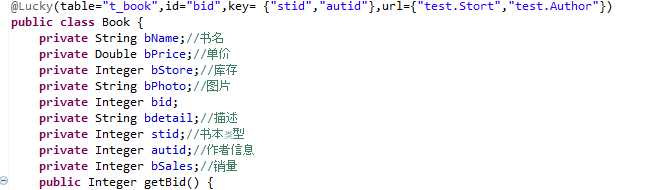 @Lucky(table="t_book",id="bid",key= {"stid","autid"},url={"test.Stort","test.Author"})
public class Book {
private String bName;//书名
private Double bPrice;//单价
private Integer bStore;//库存
private String bPhoto;//图片
private Integer bid;
private String bdetail;//描述
private Integer stid;//书本类型
private Integer autid;//作者信息
private Integer bSales;//销量
public Integer getBid() {